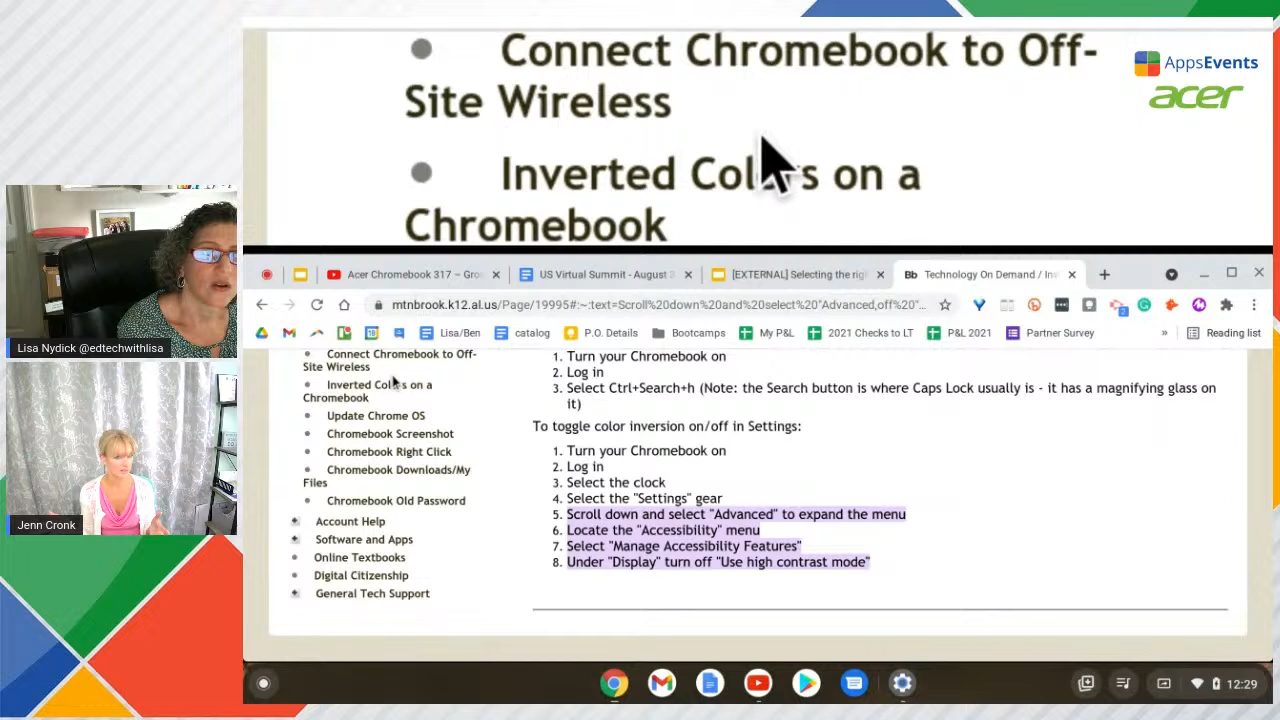 Connect Chromebook to Off-
Site Wireless
Inverted Col s on a
Chromebook
AppsEvents
acer
Lisa Nydick @edtechwithlisa
Jenn Cronk
Acer Chromebook 317 – Gro
US Virtual Summit - August 3
[EXTERNAL] Selecting the rig
Bb Technology On Demand / Inv
mtnbrook.k12.al.us/Page/19995#:~:text=Scroll%20down%20and%20select%20"Advanced,off%20"...
Lisa/Ben
catalog
P.O. Details
Bootcamps
My P&L
2021 Checks to LT
P&L 2021
Partner Survey
»
Reading list
Connect Chromebook to Off-
Site Wireless
Inverted Col s on a
Chromebook
Update Chrome OS
Chromebook Screenshot
Chromebook Right Click
Chromebook Downloads/My
Files
Chromebook Old Password
Account Help
Software and Apps
Online Textbooks
Digital Citizenship
General Tech Support
1. Turn your Chromebook on
2. Log in
3. Select Ctrl+Search+h (Note: the Search button is where Caps Lock usually is - it has a magnifying glass on
it)
To toggle color inversion on/off in Settings:
1. Turn your Chromebook on
2. Log in
3. Select the clock
4. Select the "Settings" gear
5. Scroll down and select "Advanced" to expand the menu
6. Locate the "Accessibility" menu
7. Select "Manage Accessibility Features"
8. Under "Display" turn off "Use high contrast mode"
12:29